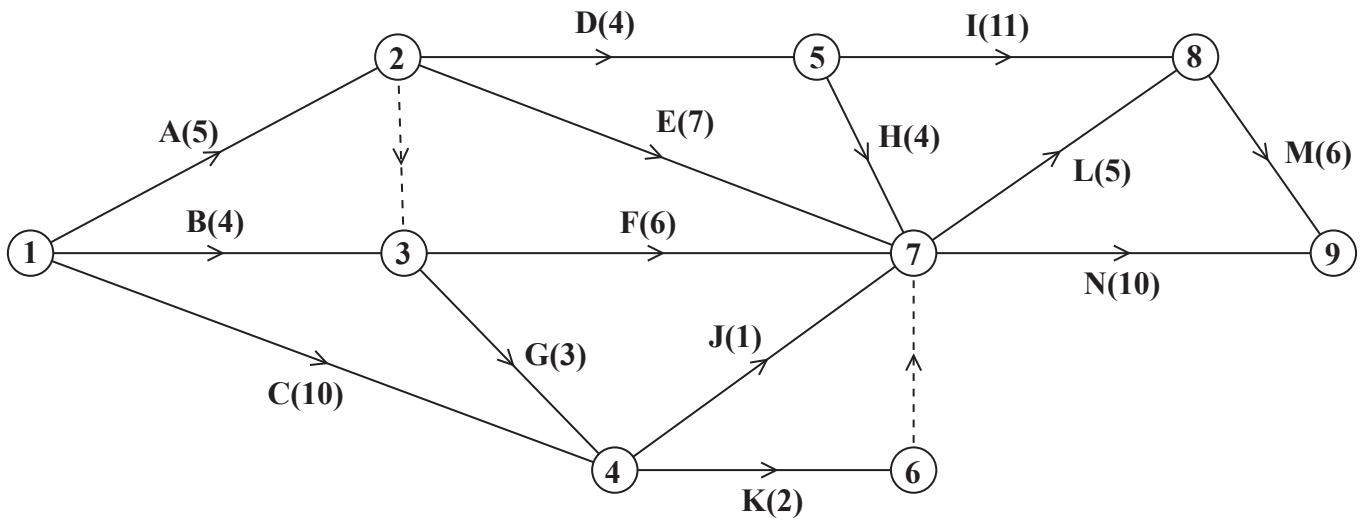 D(4)
I(11)
2
5
8
A(5)
E(7)
H(4)
L(5)
M(6)
B(4)
F(6)
1
3
7
9
N(10)
C(10)
G(3)
J(1)
4
6
K(2)